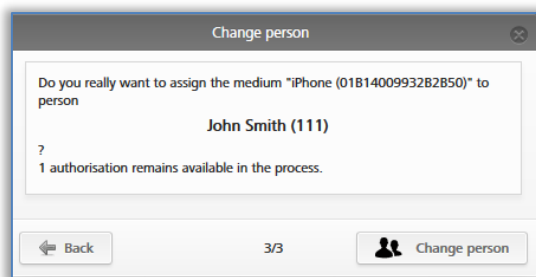 Change person
Do you really want to assign the medium "iPhone (01B14009932B2B50)" to
person
John Smith (111)
?
1 authorisation remains available in the process.
Back
3/3
Change person